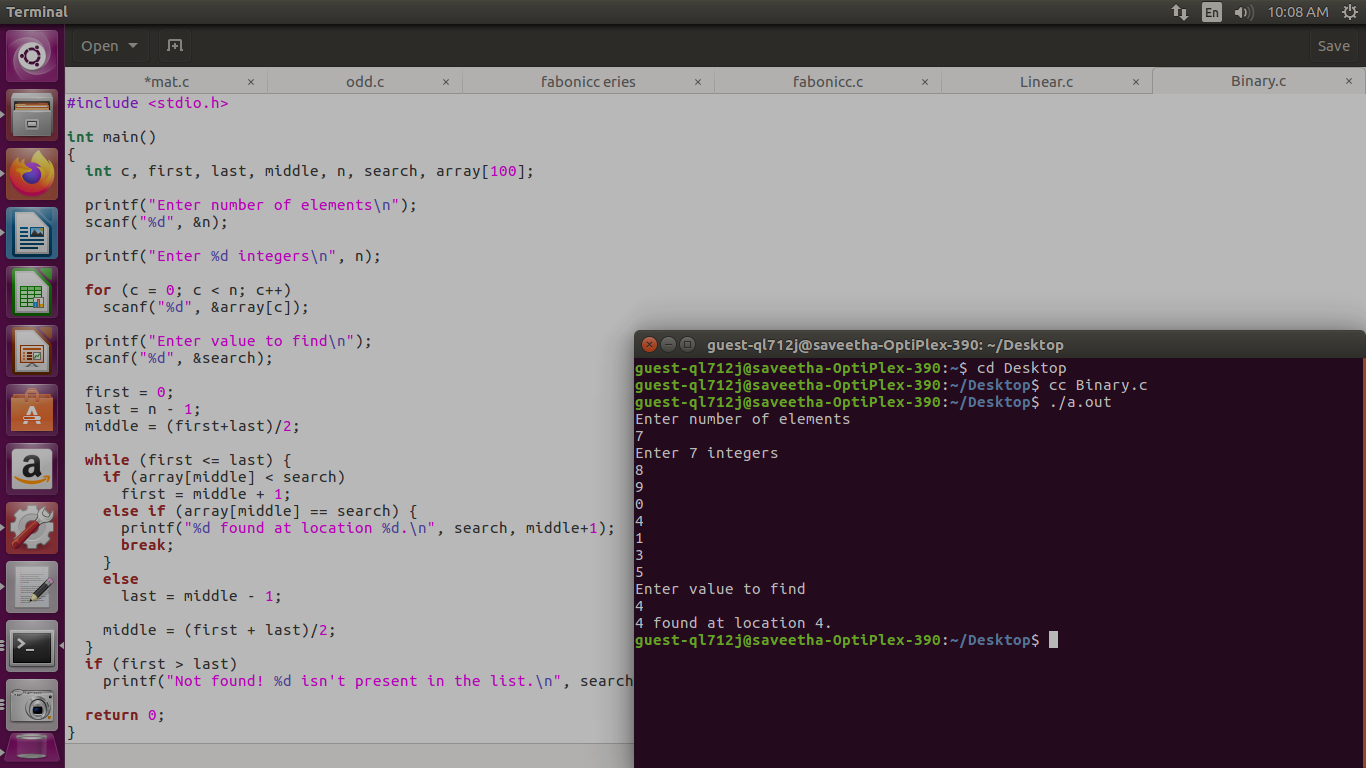 Terminal
En
10:08 AM
Open
Save
*mat.c × odd.c × fabonicc eries × fabonicc.c × Linear.c × Binary.c ×
#include <stdio.h>
int main()
{
int c, first, last, middle, n, search, array[100];
printf("Enter number of elements\n");
scanf("%d", &n);
printf("Enter %d integers\n", n);
for (c = 0; c < n; c++)
scanf("%d", &array[c]);
printf("Enter value to find\n");
scanf("%d", &search);
first = 0;
last = n - 1;
middle = (first+last)/2;
while (first <= last) {
if (array[middle] < search)
first = middle + 1;
else if (array[middle] == search) {
printf("%d found at location %d.\n", search, middle+1);
break;
}
else
last = middle - 1;
middle = (first + last)/2;
}
if (first > last)
printf("Not found! %d isn't present in the list.\n", search
return 0;
}
guest-ql712j@saveetha-OptiPlex-390: ~/Desktop
guest-ql712j@saveetha-OptiPlex-390:~$ cd Desktop
guest-ql712j@saveetha-OptiPlex-390:~/Desktop$ cc Binary.c
guest-ql712j@saveetha-OptiPlex-390:~/Desktop$ ./a.out
Enter number of elements
7
Enter 7 integers
8
9
0
4
1
3
5
Enter value to find
4
4 found at location 4.
guest-ql712j@saveetha-OptiPlex-390:~/Desktop$